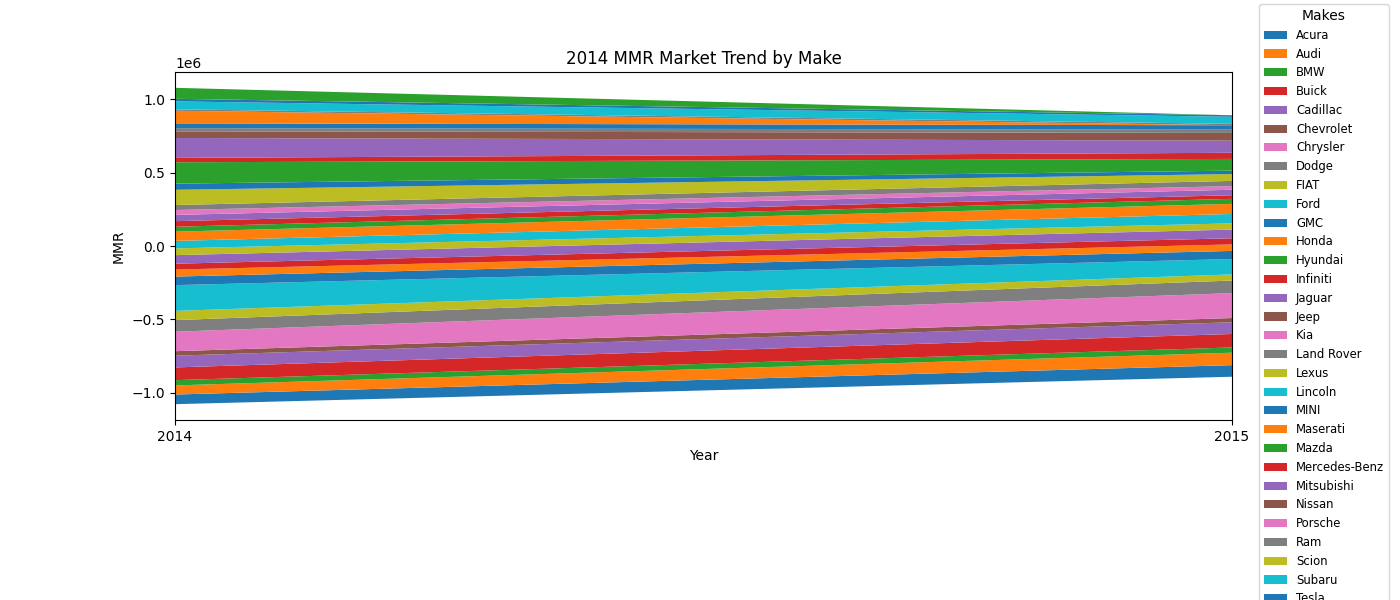 2014 MMR Market Trend by Make
1e6
1.0
0.5
0.0
−0.5
−1.0
MMR
2014
2015
Year
Makes
Acura
Audi
BMW
Buick
Cadillac
Chevrolet
Chrysler
Dodge
FIAT
Ford
GMC
Honda
Hyundai
Infiniti
Jaguar
Jeep
Kia
Land Rover
Lexus
Lincoln
MINI
Maserati
Mazda
Mercedes-Benz
Mitsubishi
Nissan
Porsche
Ram
Scion
Subaru
Tesla